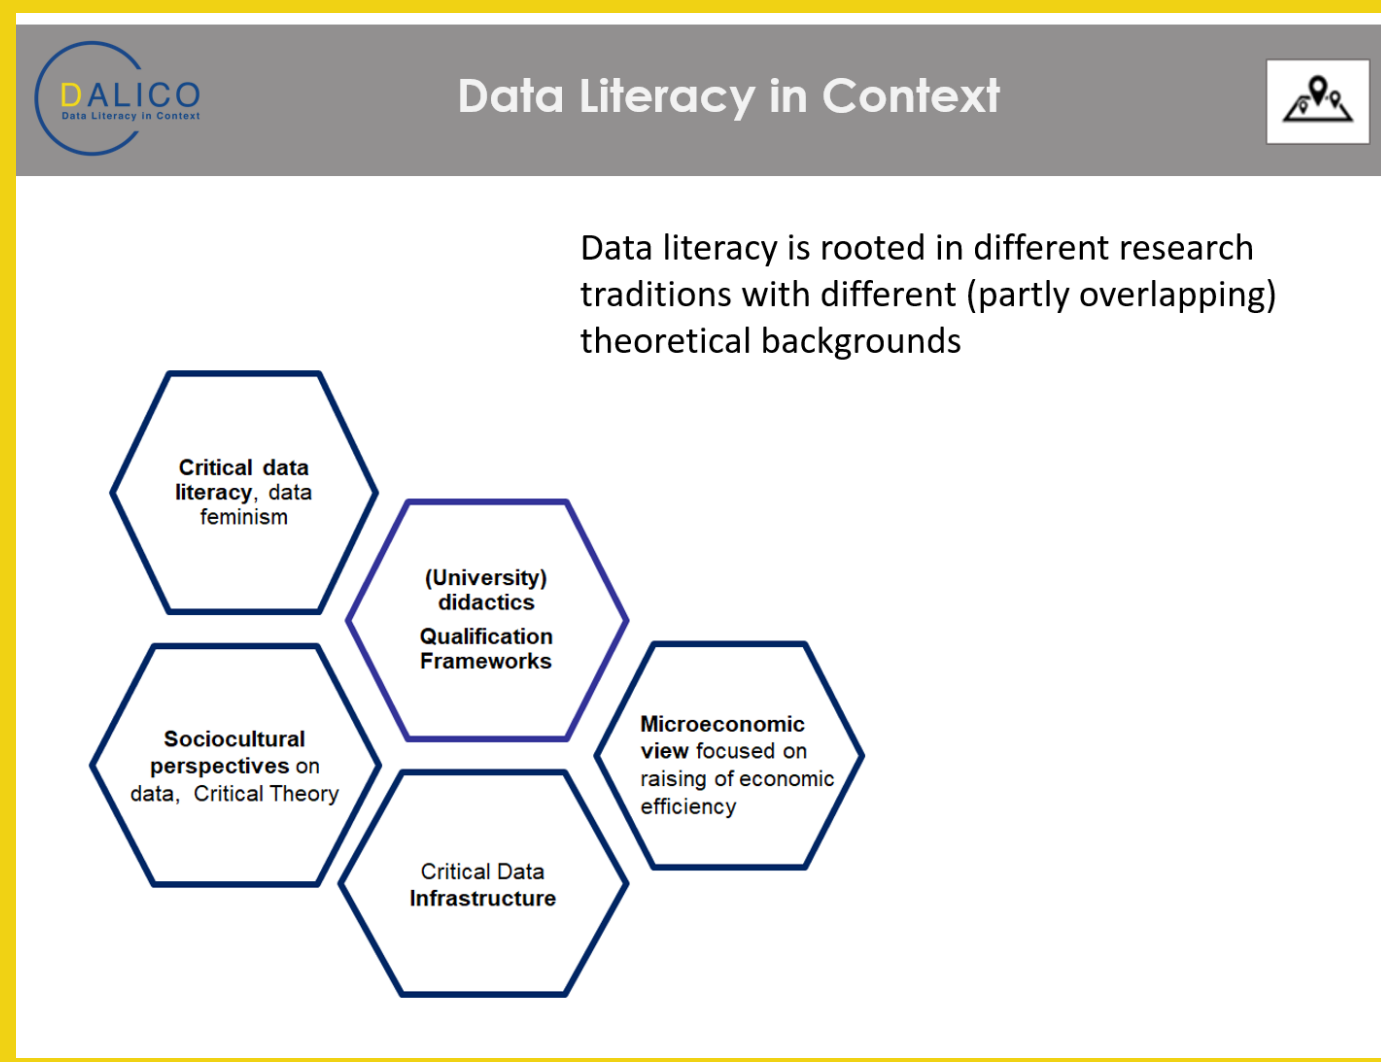 DALICO
Data Literacy in Context
Data Literacy in Context
Data literacy is rooted in different research
traditions with different (partly overlapping)
theoretical backgrounds
Critical data
literacy, data
feminism
(University)
didactics
Qualification
Frameworks
Sociocultural
perspectives on
data, Critical Theory
Microeconomic
view focused on
raising of economic
efficiency
Critical Data
Infrastructure